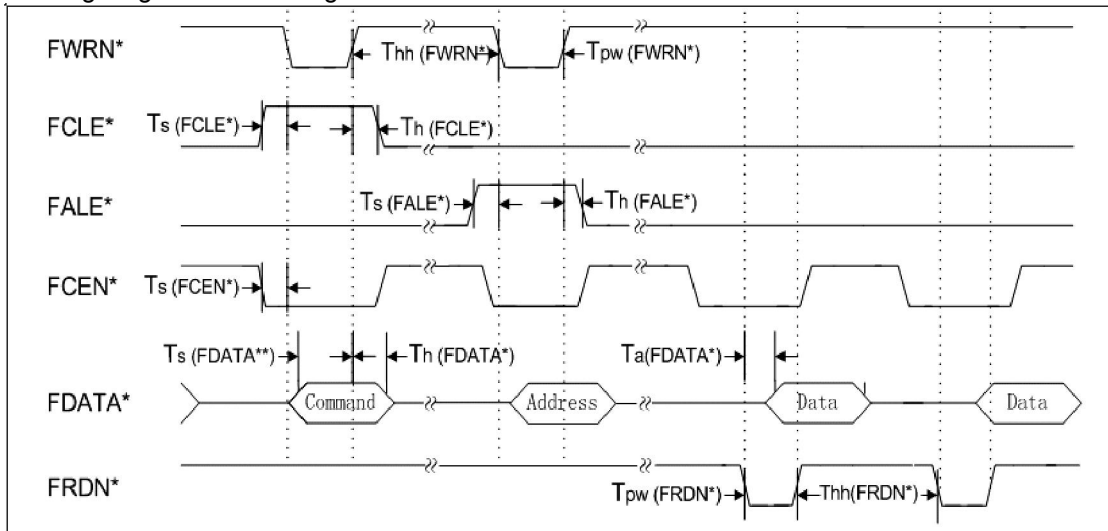 FWRN*
Thh (FWRN*)
Tpw (FWRN*)
FCLE*
Ts (FCLE*)
Th (FCLE*)
FALE*
Ts (FALE*)
Th (FALE*)
FCEN*
Ts (FCEN*)
Ts (FDATA**)
Th (FDATA*)
Ta(FDATA*)
FDATA*
Command
Address
Data
Data
FRDN*
Tpw (FRDN*)
Thh(FRDN*)